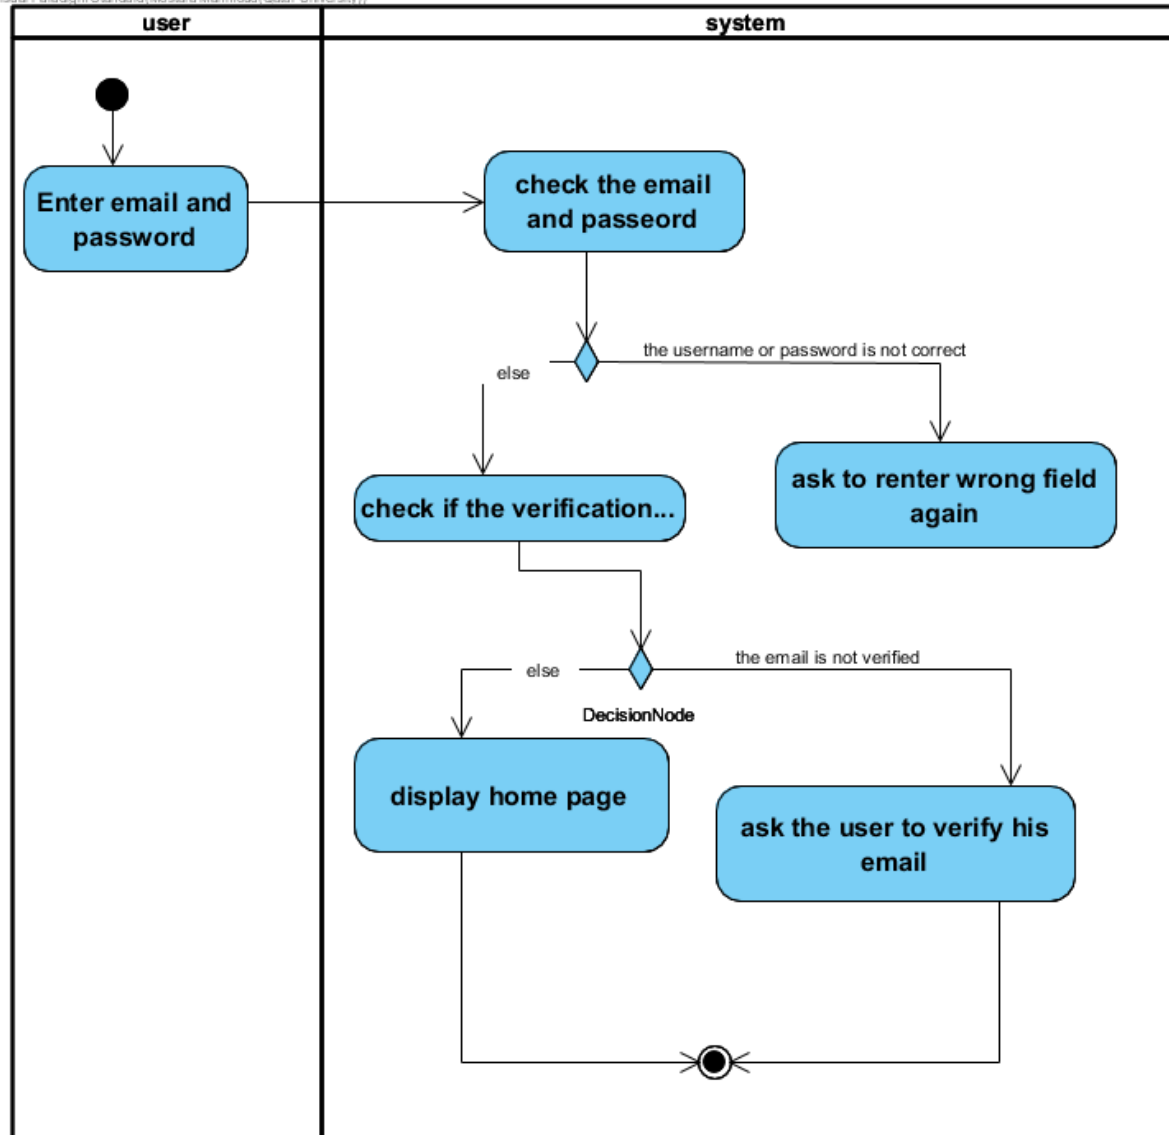 user
system
Enter email and
password
check the email
and passeord
the username or password is not correct
else
ask to renter wrong field
again
check if the verification...
the email is not verified
else
DecisionNode
display home page
ask the user to verify his
email